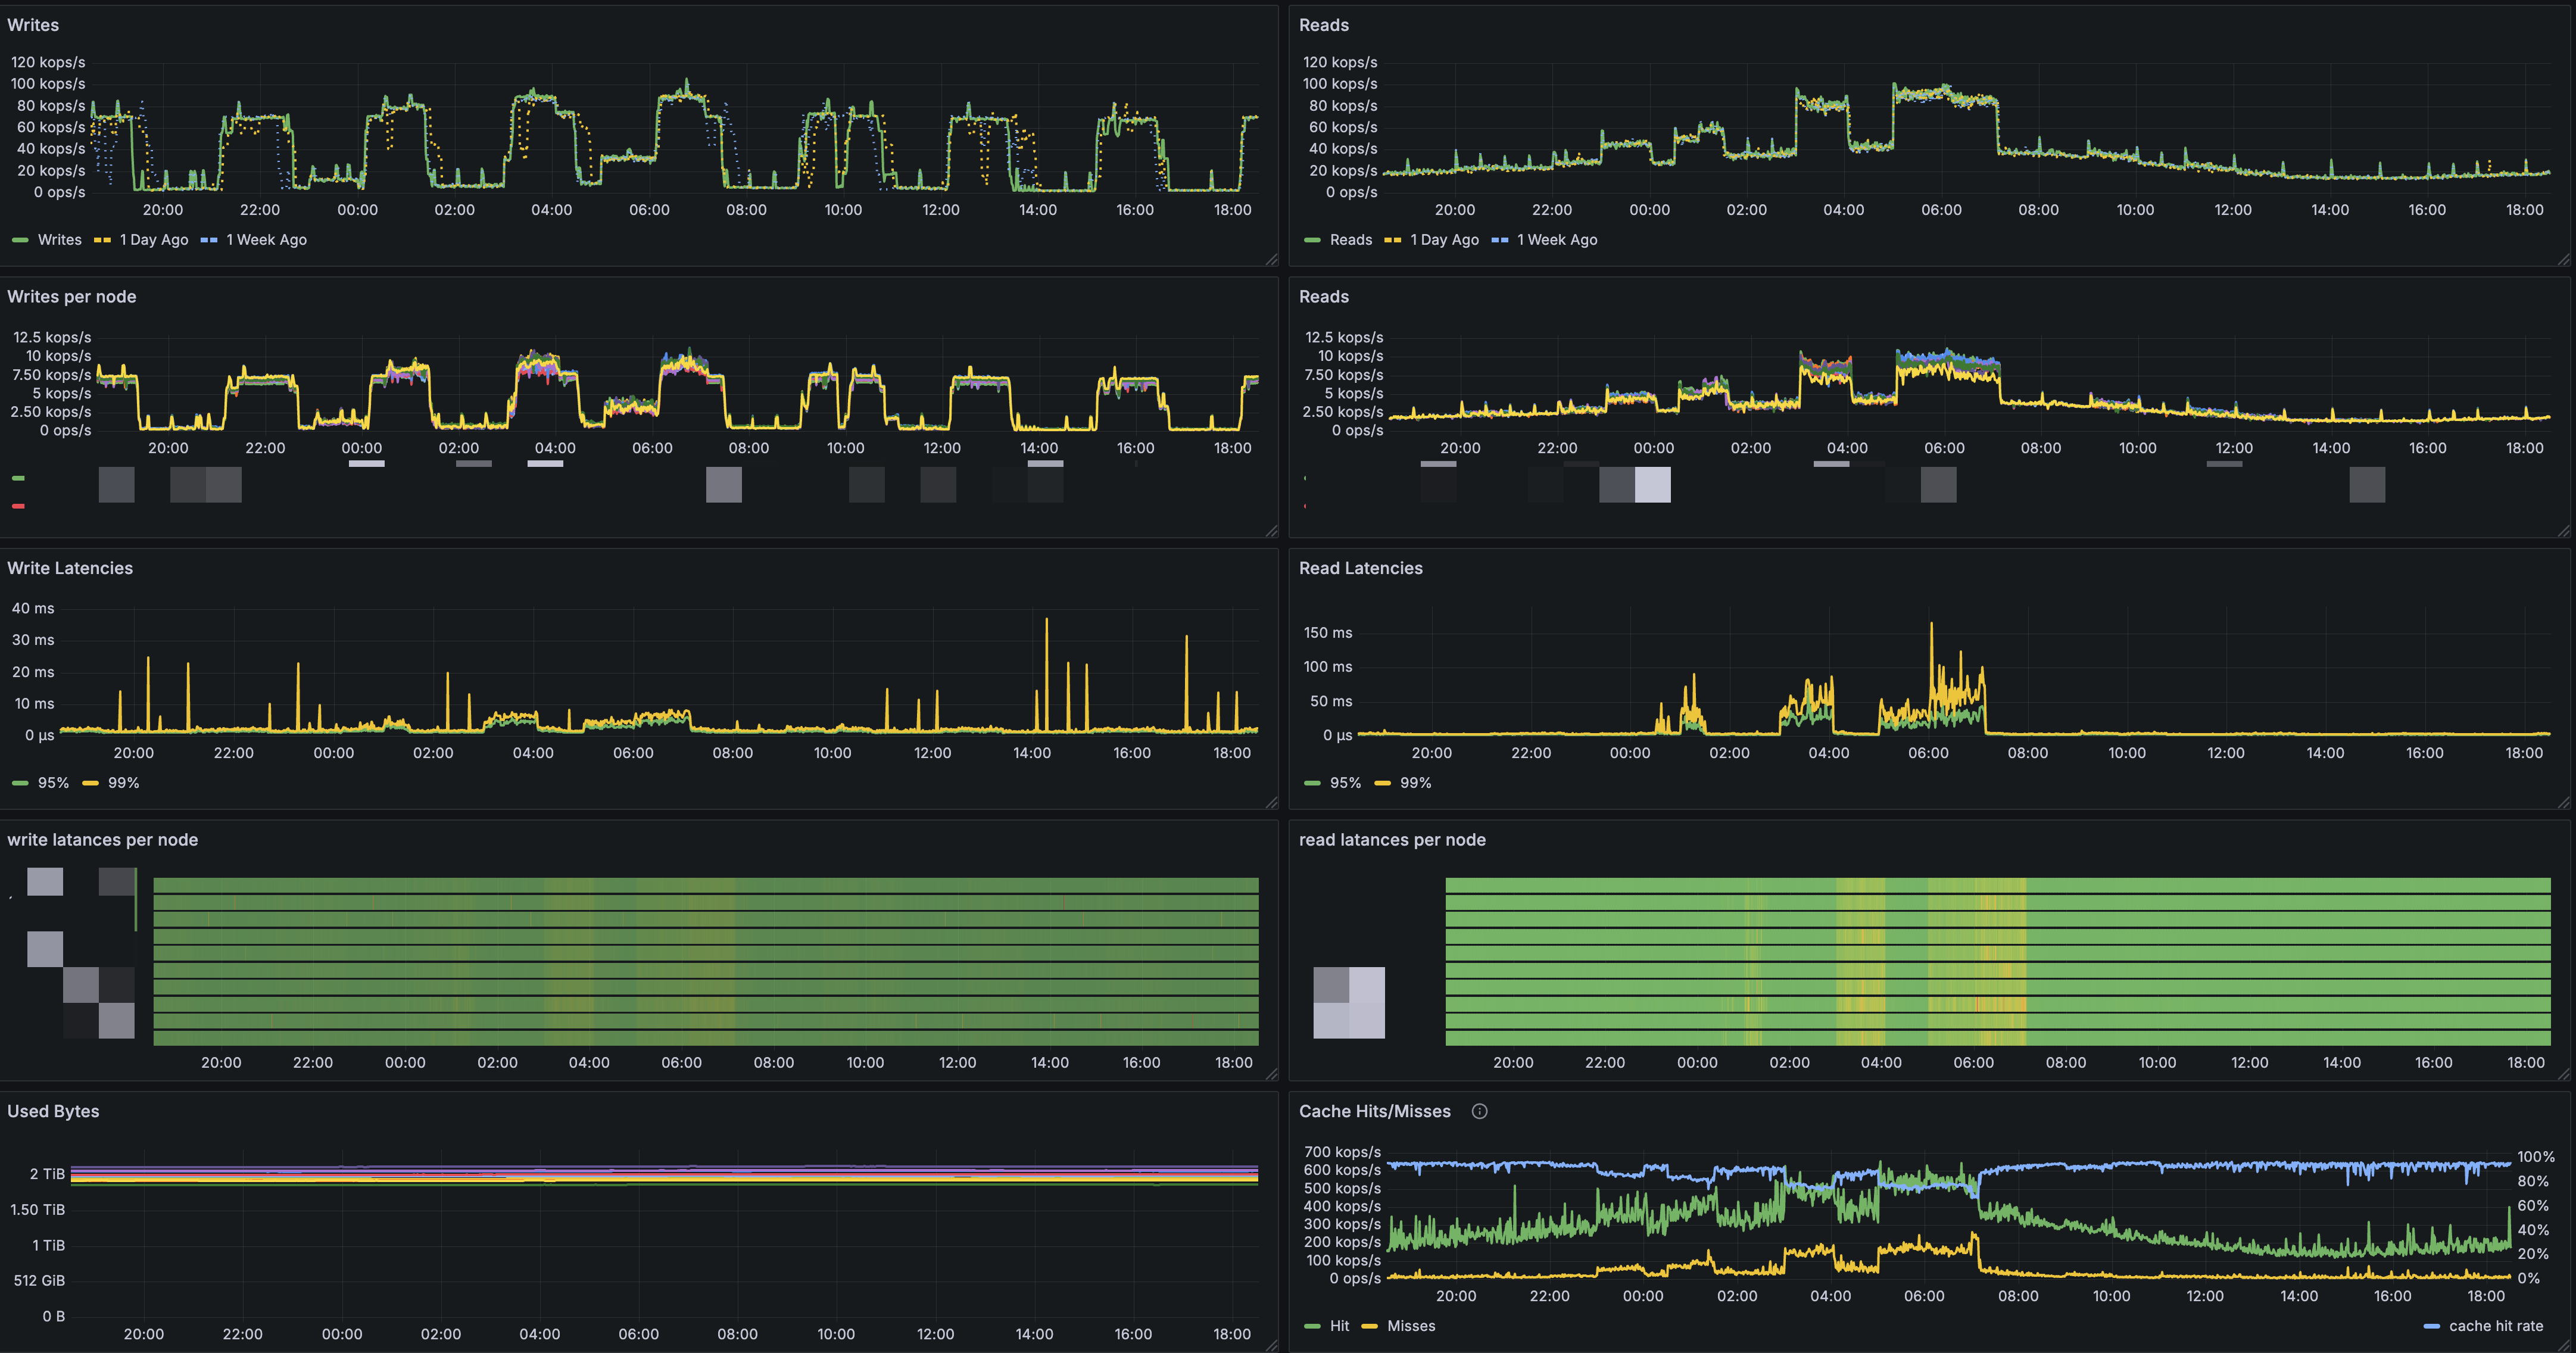 Writes
120 kops/s
100 kops/s
80 kops/s
60 kops/s
40 kops/s
20 kops/s
0 ops/s
20:00 22:00 00:00 02:00 04:00 06:00 08:00 10:00 12:00 14:00 16:00 18:00
Writes 1 Day Ago 1 Week Ago
Reads
120 kops/s
100 kops/s
80 kops/s
60 kops/s
40 kops/s
20 kops/s
0 ops/s
20:00 22:00 00:00 02:00 04:00 06:00 08:00 10:00 12:00 14:00 16:00 18:00
Reads 1 Day Ago 1 Week Ago
Writes per node
12.5 kops/s
10 kops/s
7.50 kops/s
5 kops/s
2.50 kops/s
0 ops/s
20:00 22:00 00:00 02:00 04:00 06:00 08:00 10:00 12:00 14:00 16:00 18:00
Reads
12.5 kops/s
10 kops/s
7.50 kops/s
5 kops/s
2.50 kops/s
0 ops/s
20:00 22:00 00:00 02:00 04:00 06:00 08:00 10:00 12:00 14:00 16:00 18:00
Write Latencies
40 ms
30 ms
20 ms
10 ms
0 µs
20:00 22:00 00:00 02:00 04:00 06:00 08:00 10:00 12:00 14:00 16:00 18:00
95% 99%
Read Latencies
150 ms
100 ms
50 ms
0 µs
20:00 22:00 00:00 02:00 04:00 06:00 08:00 10:00 12:00 14:00 16:00 18:00
95% 99%
write latances per node
20:00 22:00 00:00 02:00 04:00 06:00 08:00 10:00 12:00 14:00 16:00 18:00
read latances per node
20:00 22:00 00:00 02:00 04:00 06:00 08:00 10:00 12:00 14:00 16:00 18:00
Used Bytes
2 TiB
1.50 TiB
1 TiB
512 GiB
0 B
20:00 22:00 00:00 02:00 04:00 06:00 08:00 10:00 12:00 14:00 16:00 18:00
Cache Hits/Misses
700 kops/s
600 kops/s
500 kops/s
400 kops/s
300 kops/s
200 kops/s
100 kops/s
0 ops/s
100%
80%
60%
40%
20%
0%
20:00 22:00 00:00 02:00 04:00 06:00 08:00 10:00 12:00 14:00 16:00 18:00
Hit Misses cache hit rate